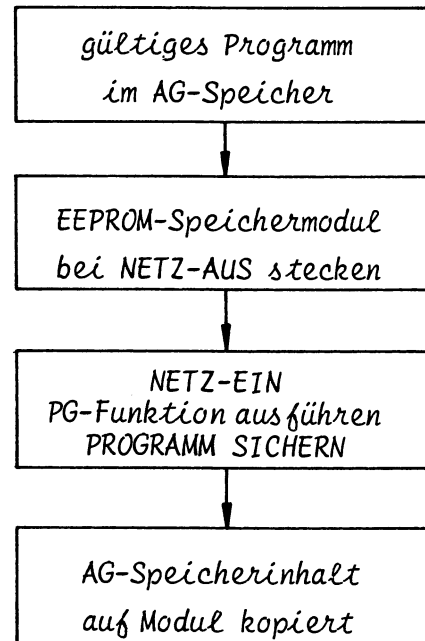 gültiges Programm
im AG-Speicher
EEPROM-Speichermodul
bei NETZ-AUS stecken
NETZ-EIN
PG-Funktion ausführen
PROGRAMM SICHERN
AG-Speicherinhalt
auf Modul kopiert